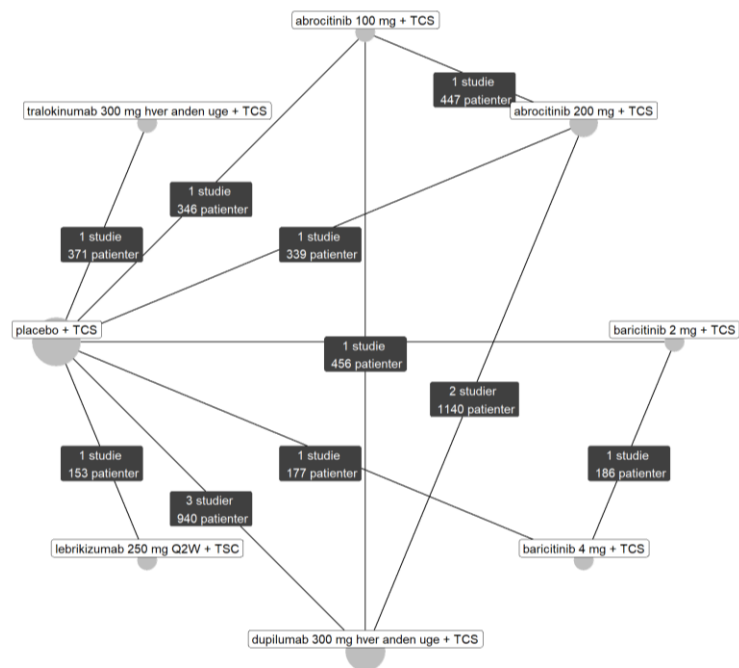 abrocitinib 100 mg + TCS
1 studie
447 patienter
tralokinumab 300 mg hver anden uge + TCS
abrocitinib 200 mg + TCS
1 studie
346 patienter
1 studie
371 patienter
1 studie
339 patienter
placebo + TCS
baricitinib 2 mg + TCS
1 studie
456 patienter
2 studier
1140 patienter
1 studie
153 patienter
1 studie
177 patienter
1 studie
186 patienter
3 studier
940 patienter
lebrikizumab 250 mg Q2W + TSC
baricitinib 4 mg + TCS
dupilumab 300 mg hver anden uge + TCS